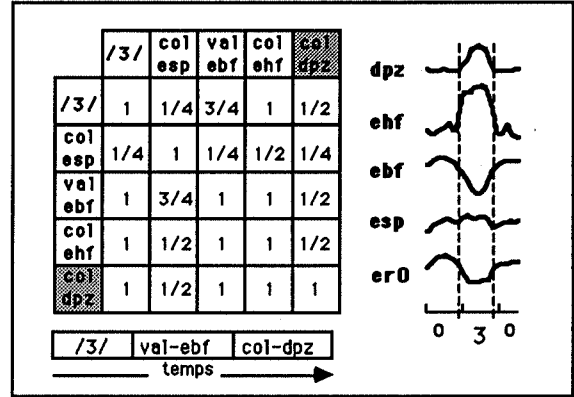 /3/ col esp val ebf col ehf col dpz
/3/ 1 1/4 3/4 1 1/2
col esp 1/4 1 1/4 1/2 1/4
val ebf 1 3/4 1 1 1/2
col ehf 1 1/2 1 1 1/2
col dpz 1 1/2 1 1 1
/3/ val-ebf col-dpz
temps
dpz
ehf
ebf
esp
er0
0 3 0